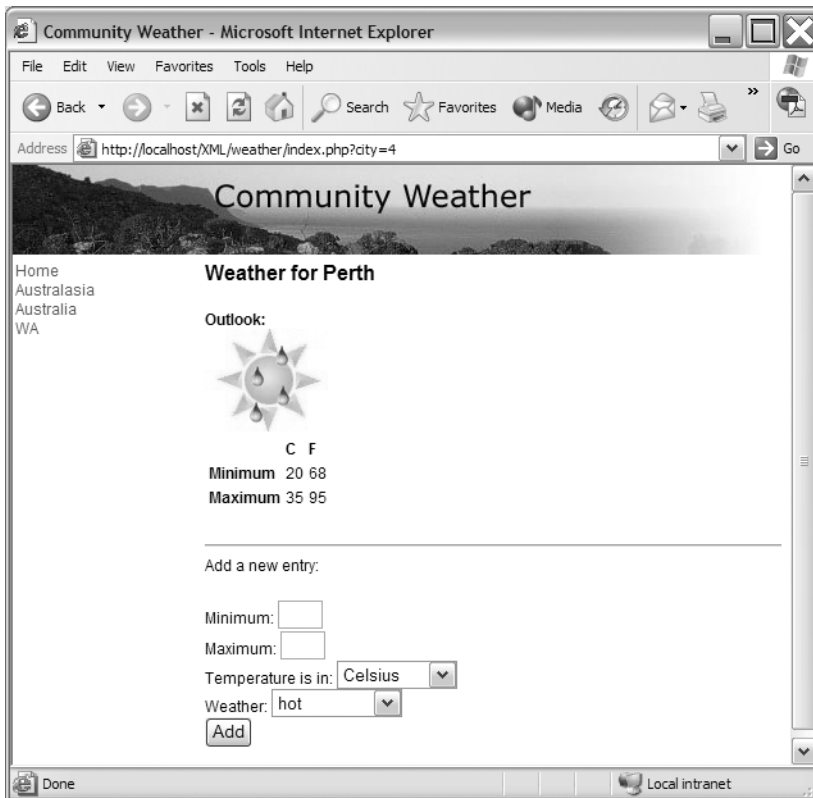 Community Weather - Microsoft Internet Explorer
File Edit View Favorites Tools Help
Back Search Favorites Media »
Address http://localhost/XML/weather/index.php?city=4 Go
Community Weather
Home
Australasia
Australia
WA
Weather for Perth
Outlook:
C F
Minimum 20 68
Maximum 35 95
Add a new entry:
Minimum:
Maximum:
Temperature is in: Celsius
Weather: hot
Add
Done Local intranet